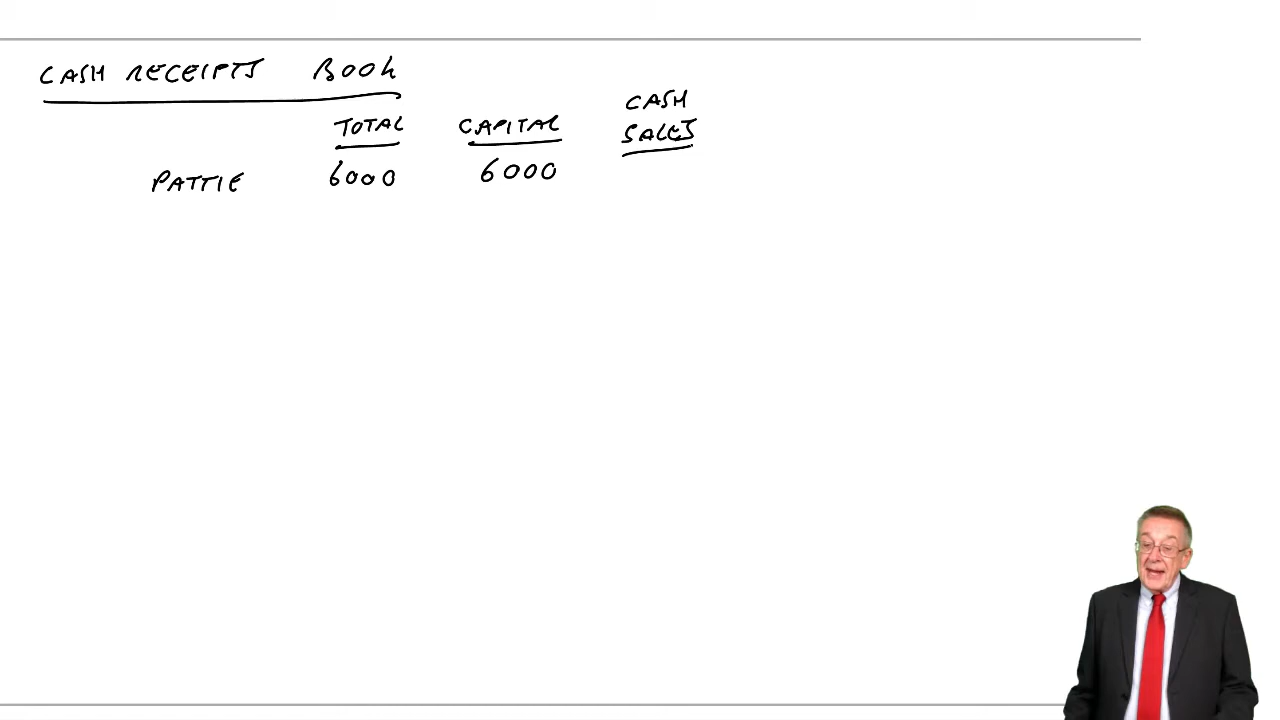 CASH RECEIPTS BOOK
TOTAL CAPITAL CASH SALES
PATTIE 6000 6000